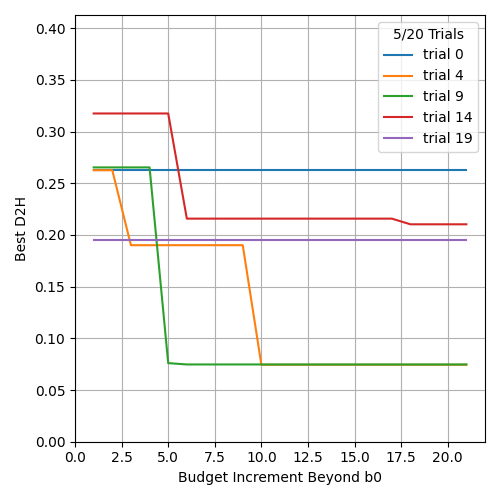 5/20 Trials
trial 0
trial 4
trial 9
trial 14
trial 19
Best D2H
0.40
0.35
0.30
0.25
0.20
0.15
0.10
0.05
0.00
0.0 2.5 5.0 7.5 10.0 12.5 15.0 17.5 20.0
Budget Increment Beyond b0